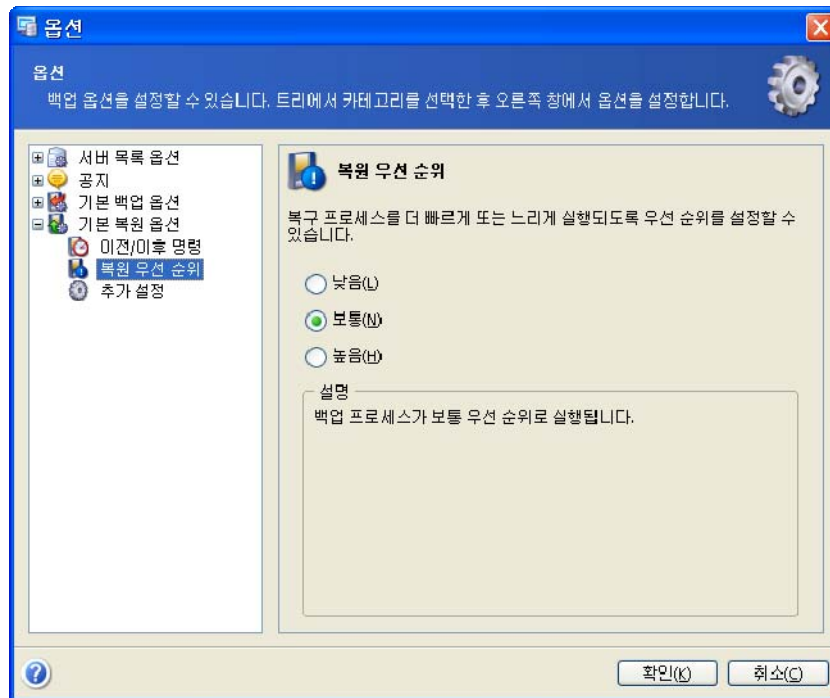 옵션
옵션
백업 옵션을 설정할 수 있습니다. 트리에서 카테고리를 선택한 후 오른쪽 창에서 옵션을 설정합니다.
서버 목록 옵션
공지
기본 백업 옵션
기본 복원 옵션
이전/이후 명령
복원 우선 순위
추가 설정
복원 우선 순위
복구 프로세스를 더 빠르게 또는 느리게 실행되도록 우선 순위를 설정할 수
있습니다.
낮음(L)
보통(N)
높음(H)
설명
백업 프로세스가 보통 우선 순위로 실행됩니다.
확인(K)
취소(C)